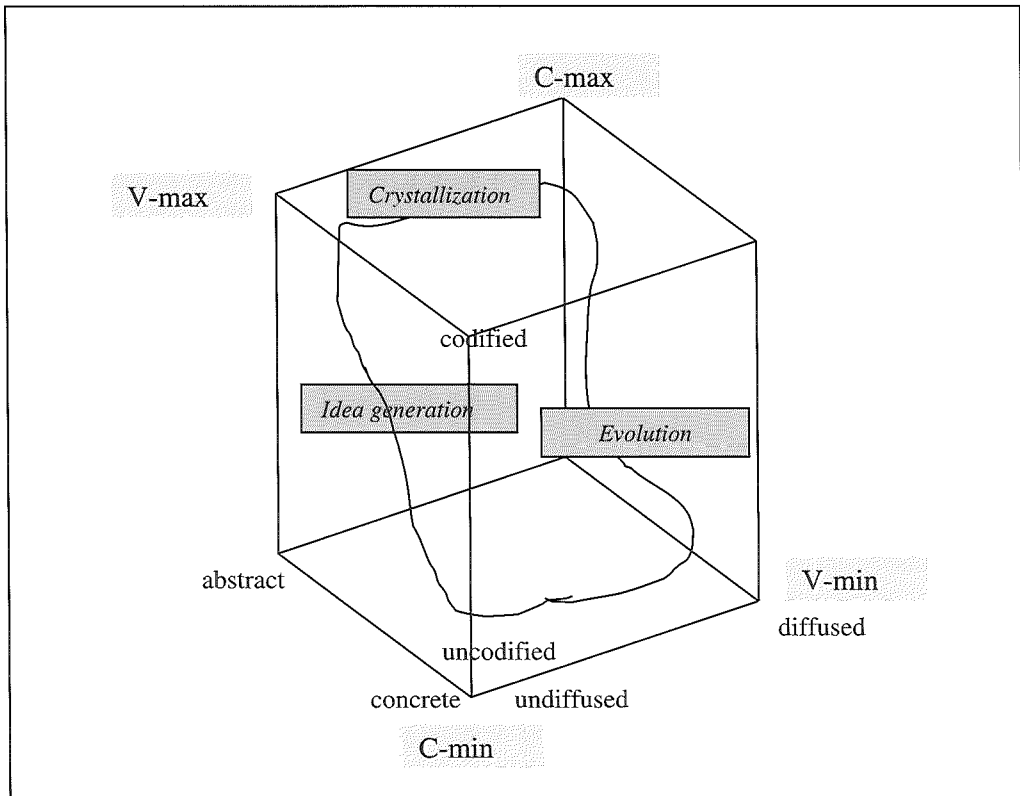 C-max
V-max
Crystallization
codified
Idea generation
Evolution
abstract
V-min
diffused
uncodified
concrete
undiffused
C-min